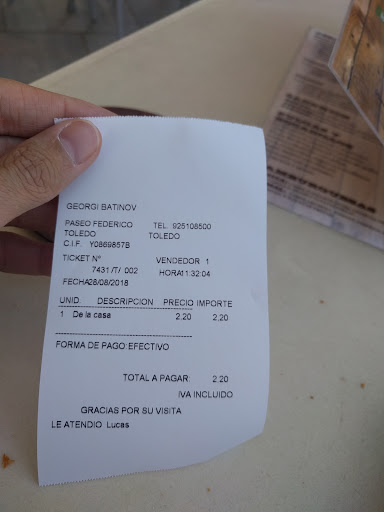 GEORGI BATINOV
PASEO FEDERICO TEL. 925108500
TOLEDO TOLEDO
C.I.F. Y0869857B
TICKET Nº VENDEDOR 1
7431 /T/ 002 HORA11:32:04
FECHA28/08/2018
UNID. DESCRIPCION PRECIO IMPORTE
1 De la casa 2,20 2,20
FORMA DE PAGO:EFECTIVO
TOTAL A PAGAR: 2,20
IVA INCLUIDO
GRACIAS POR SU VISITA
LE ATENDIO Lucas